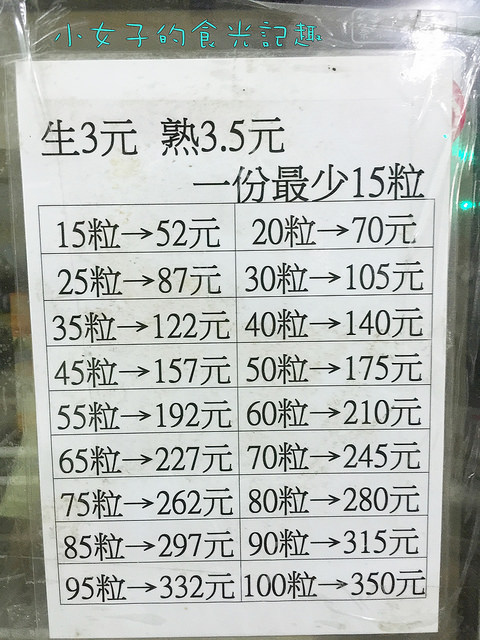 小女子的食光記趣
生3元 熟3.5元
一份最少15粒
15粒→52元 20粒→70元
25粒→87元 30粒→105元
35粒→122元 40粒→140元
45粒→157元 50粒→175元
55粒→192元 60粒→210元
65粒→227元 70粒→245元
75粒→262元 80粒→280元
85粒→297元 90粒→315元
95粒→332元 100粒→350元